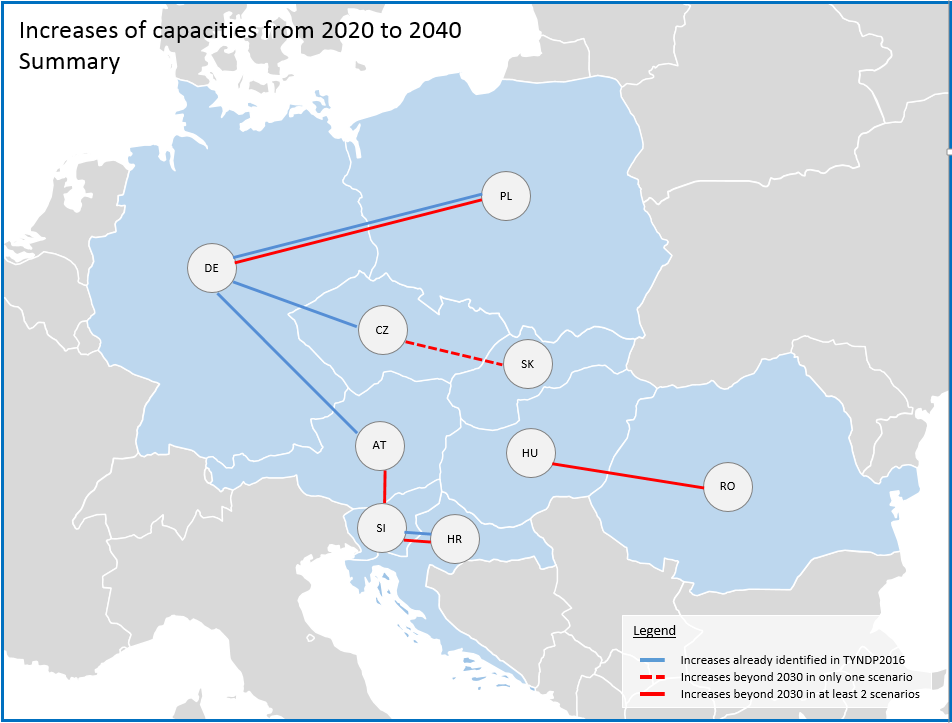 Increases of capacities from 2020 to 2040
Summary
PL
DE
CZ
SK
AT
HU
RO
SI
HR
Legend
Increases already identified in TYNDP2016
Increases beyond 2030 in only one scenario
Increases beyond 2030 in at least 2 scenarios